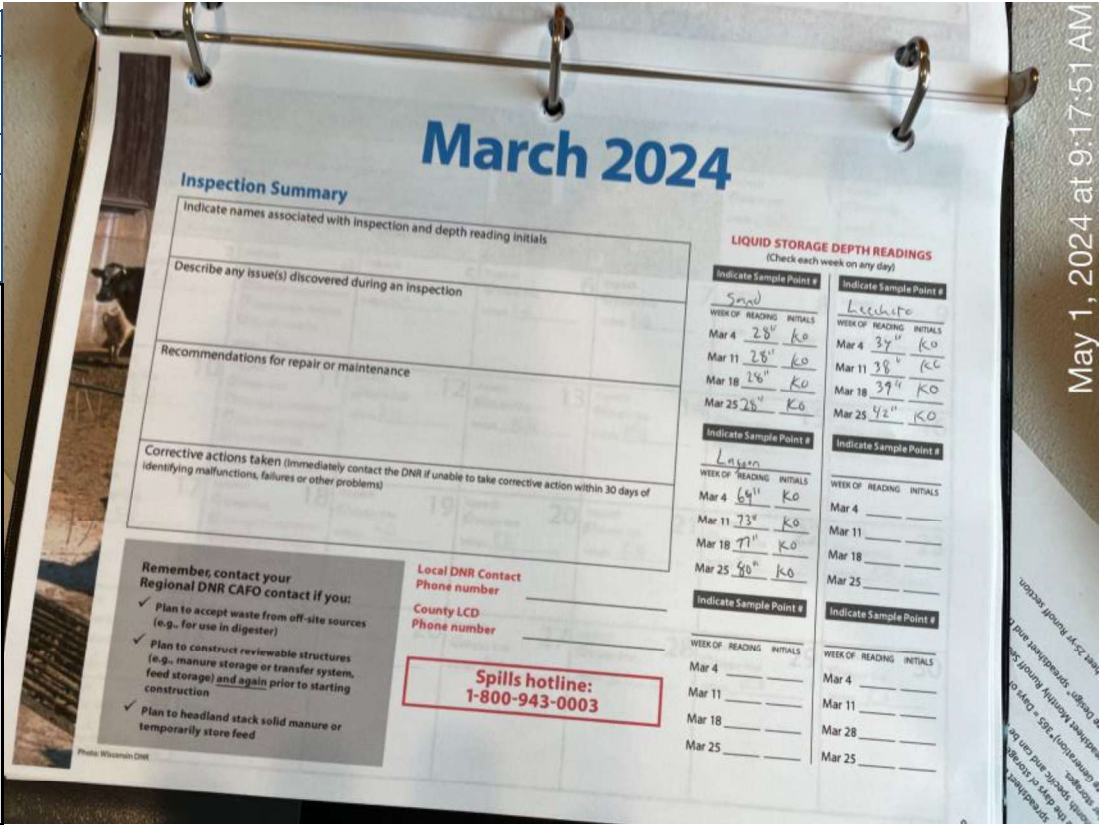 March 2024
Inspection Summary
Indicate names associated with inspection and depth reading initials
Describe any issue(s) discovered during an inspection
Recommendations for repair or maintenance
Corrective actions taken (Immediately contact the DNR if unable to take corrective action within 30 days of
identifying malfunctions, failures or other problems)
Remember, contact your
Regional DNR CAFO contact if you:
✓ Plan to accept waste from off-site sources
(e.g., for use in digester)
✓ Plan to construct reviewable structures
(e.g., manure storage or transfer system,
feed storage) and again prior to starting
construction
✓ Plan to headland stack solid manure or
temporarily store feed
Photo: Wisconsin DNR
Local DNR Contact
Phone number
County LCD
Phone number
Spills hotline:
1-800-943-0003
LIQUID STORAGE DEPTH READINGS
(Check each week on any day)
Indicate Sample Point #
Sand
WEEK OF READING INITIALS
Mar 4 28" KO
Mar 11 28" KO
Mar 18 28" KO
Mar 25 28" KO
Indicate Sample Point #
WEEK OF READING INITIALS
Mar 4 34" KO
Mar 11 38"
Mar 18 39" KO
Mar 25 42" KO
Indicate Sample Point #
Lagoon
WEEK OF READING INITIALS
Mar 4 KO
Mar 11 73" KO
Mar 18 77" KO
Mar 25 80" KO
Indicate Sample Point #
WEEK OF READING INITIALS
Mar 4
Mar 11
Mar 18
Mar 25
Indicate Sample Point #
WEEK OF READING INITIALS
Mar 4
Mar 11
Mar 18
Mar 25
Indicate Sample Point #
WEEK OF READING INITIALS
Mar 4
Mar 11
Mar 28
Mar 25
May 1, 2024 at 9:17:51 AM